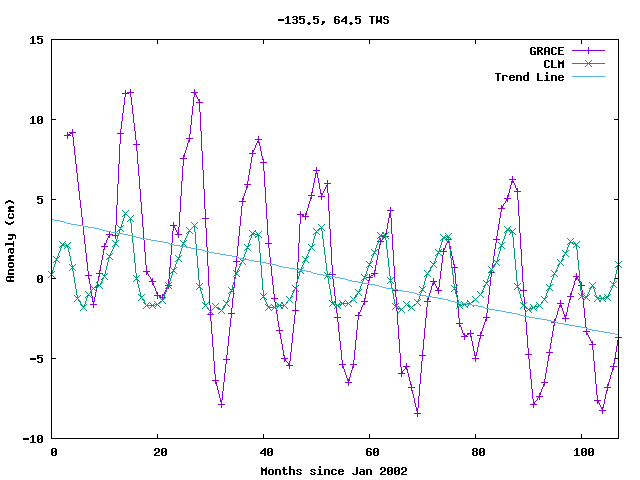 -135.5, 64.5 TWS
15
10
5
0
-5
-10
Anomaly (cm)
GRACE
CLM
Trend Line
0 20 40 60 80 100
Months since Jan 2002